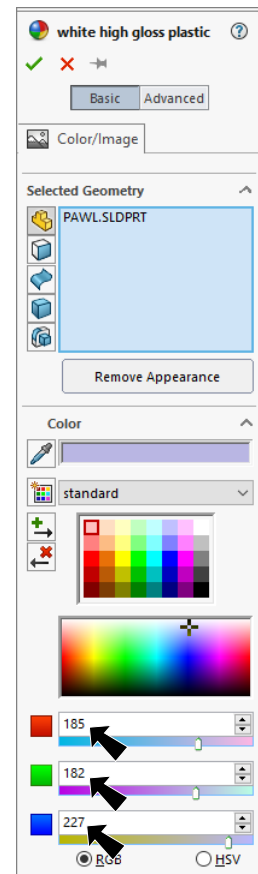 white high gloss plastic
Basic Advanced
Color/Image
Selected Geometry
PAWL.SLDPRT
Remove Appearance
Color
standard
185
182
227
RGB HSV